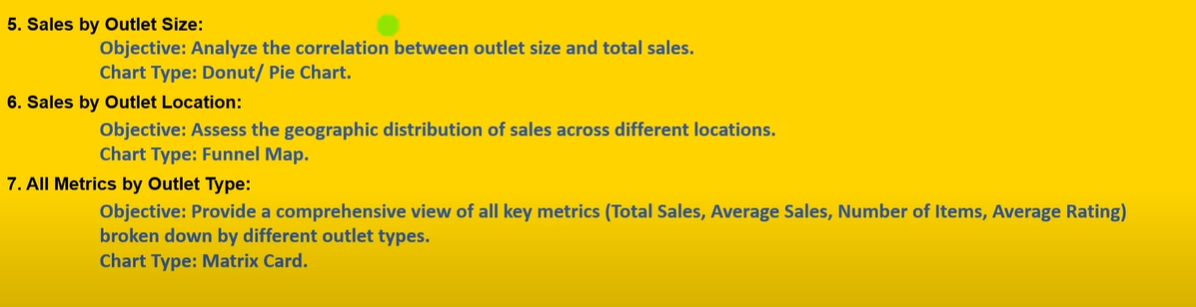 5. Sales by Outlet Size:
Objective: Analyze the correlation between outlet size and total sales.
Chart Type: Donut/ Pie Chart.
6. Sales by Outlet Location:
Objective: Assess the geographic distribution of sales across different locations.
Chart Type: Funnel Map.
7. All Metrics by Outlet Type:
Objective: Provide a comprehensive view of all key metrics (Total Sales, Average Sales, Number of Items, Average Rating)
broken down by different outlet types.
Chart Type: Matrix Card.